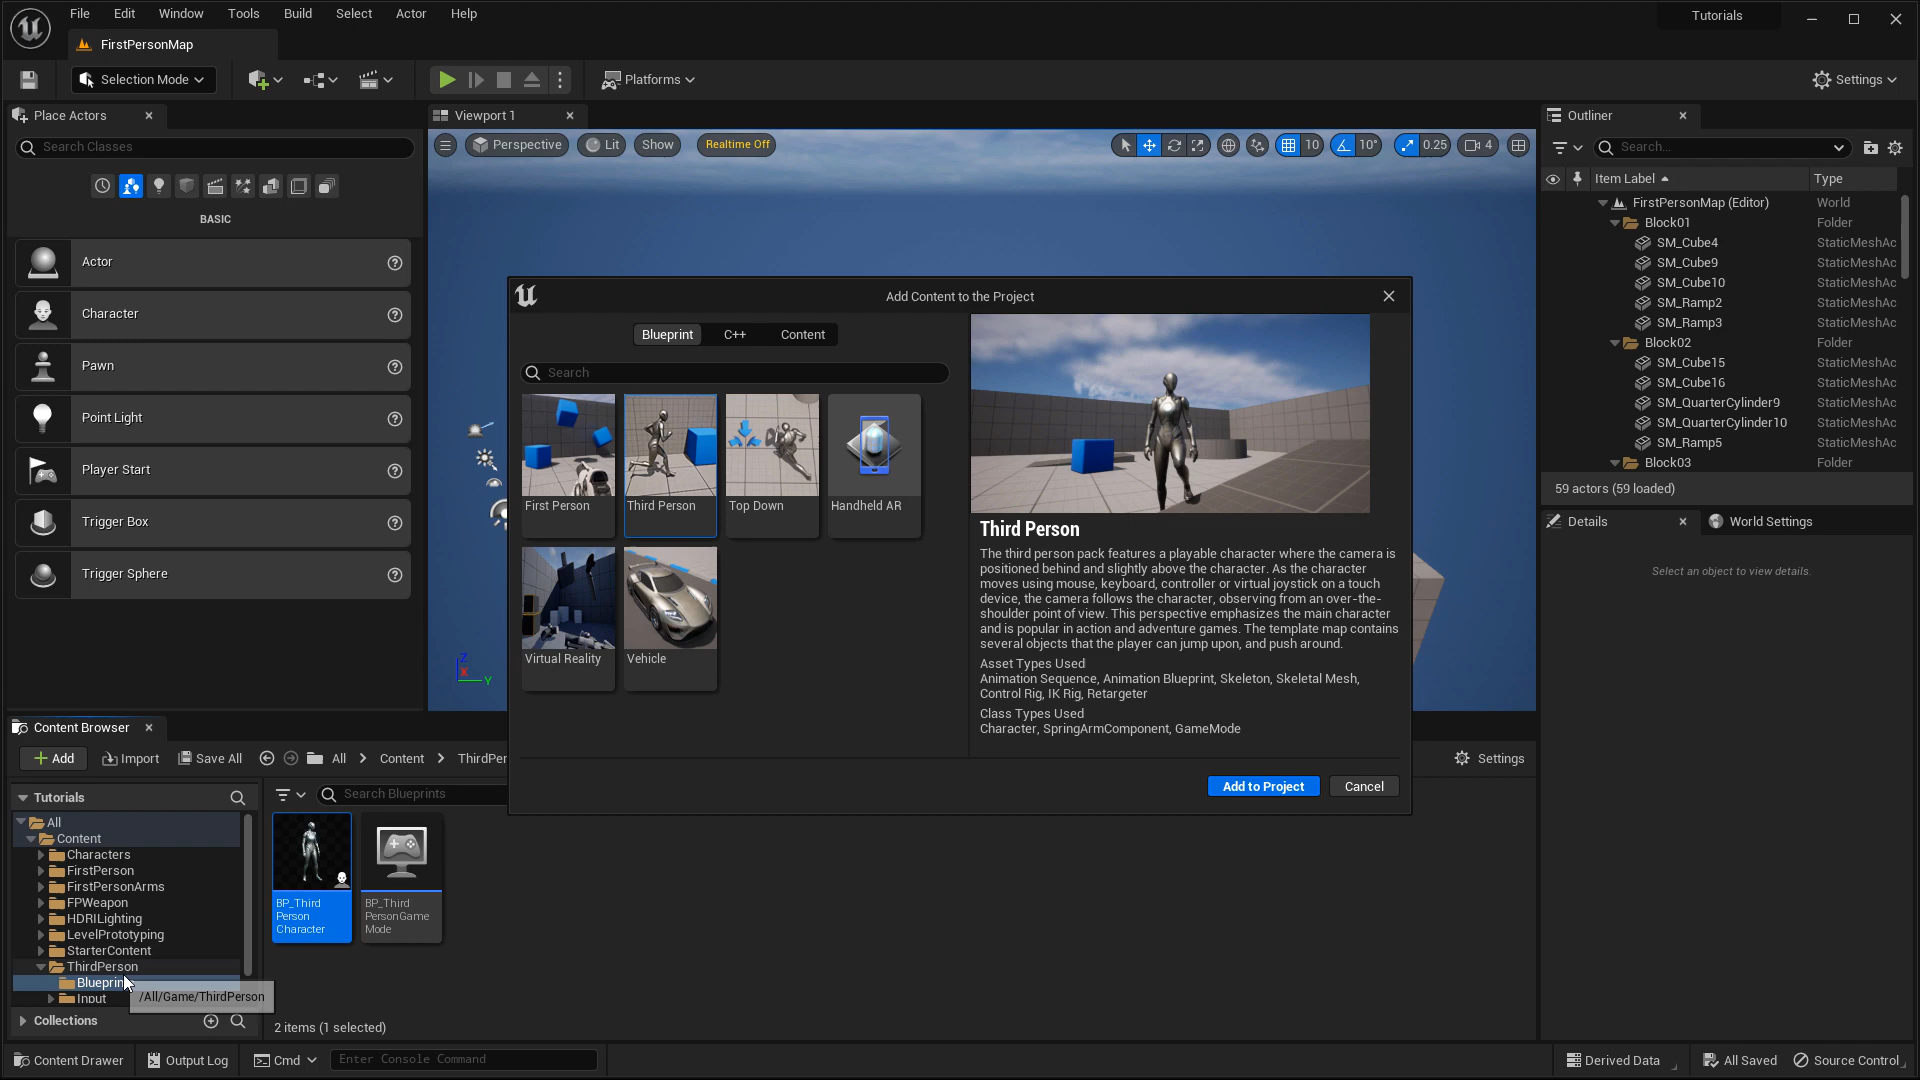 File Edit Window Tools Build Select Actor Help
Tutorials
FirstPersonMap
Selection Mode
Platforms
Settings
Place Actors
Search Classes
BASIC
Actor
Character
Pawn
Point Light
Player Start
Trigger Box
Trigger Sphere
Viewport 1
Perspective Lit Show Realtime Off
10 10° 0.25 4
Outliner
Search...
Item Label Type
FirstPersonMap (Editor) World
Block01 Folder
SM_Cube4 StaticMeshAc
SM_Cube9 StaticMeshAc
SM_Cube10 StaticMeshAc
SM_Ramp2 StaticMeshAc
SM_Ramp3 StaticMeshAc
Block02 Folder
SM_Cube15 StaticMeshAc
SM_Cube16 StaticMeshAc
SM_QuarterCylinder9 StaticMeshAc
SM_QuarterCylinder10 StaticMeshAc
SM_Ramp5 StaticMeshAc
Block03 Folder
59 actors (59 loaded)
Details World Settings
Select an object to view details.
Add Content to the Project
Blueprint C++ Content
Search
First Person Third Person Top Down Handheld AR
Virtual Reality Vehicle
Third Person
The third person pack features a playable character where the camera is
positioned behind and slightly above the character. As the character
moves using mouse, keyboard, controller or virtual joystick on a touch
device, the camera follows the character, observing from an over-the-
shoulder point of view. This perspective emphasizes the main character
and is popular in action and adventure games. The template map contains
several objects that the player can jump upon, and push around.
Asset Types Used
Animation Sequence, Animation Blueprint, Skeleton, Skeletal Mesh,
Control Rig, IK Rig, Retargeter
Class Types Used
Character, SpringArmComponent, GameMode
Add to Project Cancel
Z
X
Y
Content Browser
Add Import Save All All Content ThirdPer
Settings
Tutorials
Search Blueprints
All
Content
Characters
FirstPerson
FirstPersonArms
FPWeapon
HDRILighting
LevelPrototyping
StarterContent
ThirdPerson
Blueprin
Input
/All/Game/ThirdPerson
Collections
BP_Third
Person
Character
BP_Third
PersonGame
Mode
2 items (1 selected)
Content Drawer Output Log Cmd Enter Console Command
Derived Data All Saved Source Control